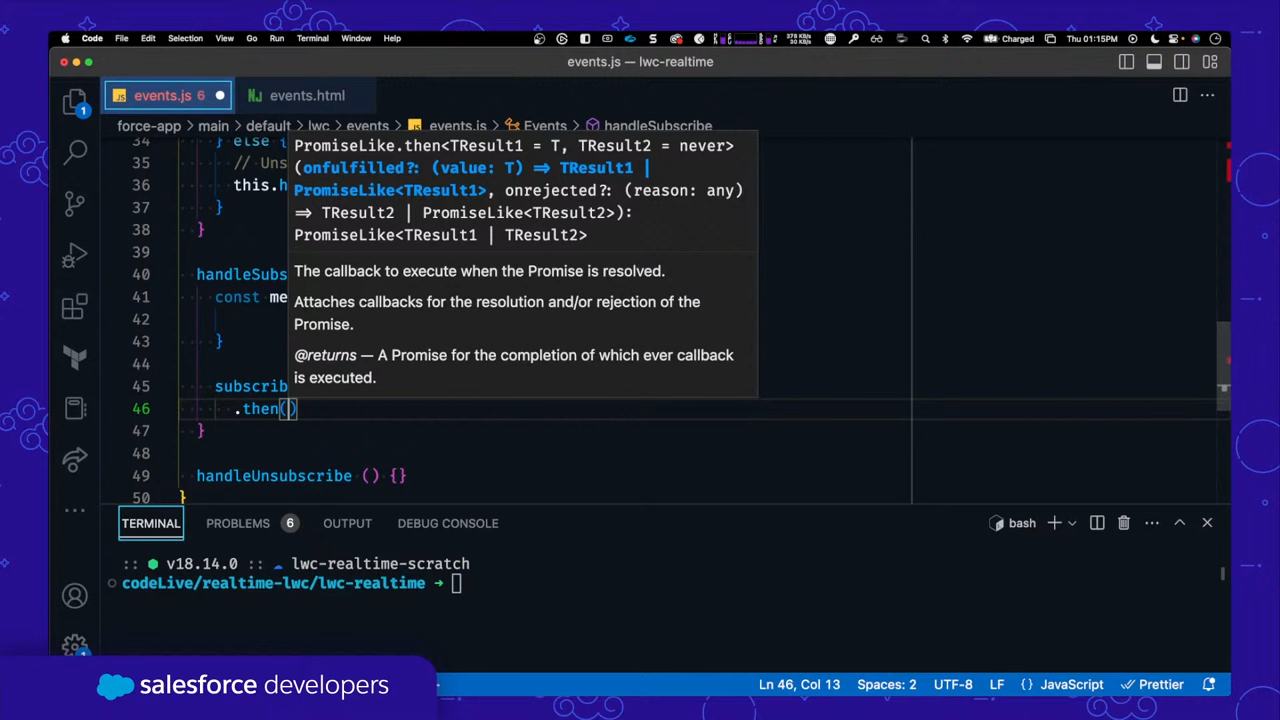 Code File Edit Selection View Go Run Terminal Window Help Charged Thu 01:15PM
events.js — lwc-realtime
JS events.js 6 events.html
force-app main default lwc events JS events.js Events handleSubscribe
34 } else {
35 // Uns
36 this.h
37 }
38 }
39
40 handleSubs
41 const me
42
43 }
44
45 subscrib
46 .then()
47 }
48
49 handleUnsubscribe () {}
50 }
PromiseLike.then<TResult1 = T, TResult2 = never>
(onfulfilled?: (value: T) => TResult1 |
PromiseLike<TResult1>, onrejected?: (reason: any)
=> TResult2 | PromiseLike<TResult2>):
PromiseLike<TResult1 | TResult2>
The callback to execute when the Promise is resolved.
Attaches callbacks for the resolution and/or rejection of the
Promise.
@returns — A Promise for the completion of which ever callback
is executed.
TERMINAL PROBLEMS 6 OUTPUT DEBUG CONSOLE bash
:: v18.14.0 :: lwc-realtime-scratch
codeLive/realtime-lwc/lwc-realtime →
Ln 46, Col 13 Spaces: 2 UTF-8 LF {} JavaScript Prettier
salesforce developers